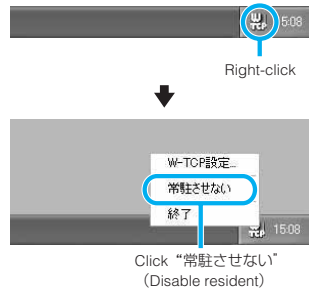 W-
TCP
15:08
Right-click
W-TCP設定...
常駐させない
終了
TCP
15:08
Click“常駐させない”
（Disable resident）